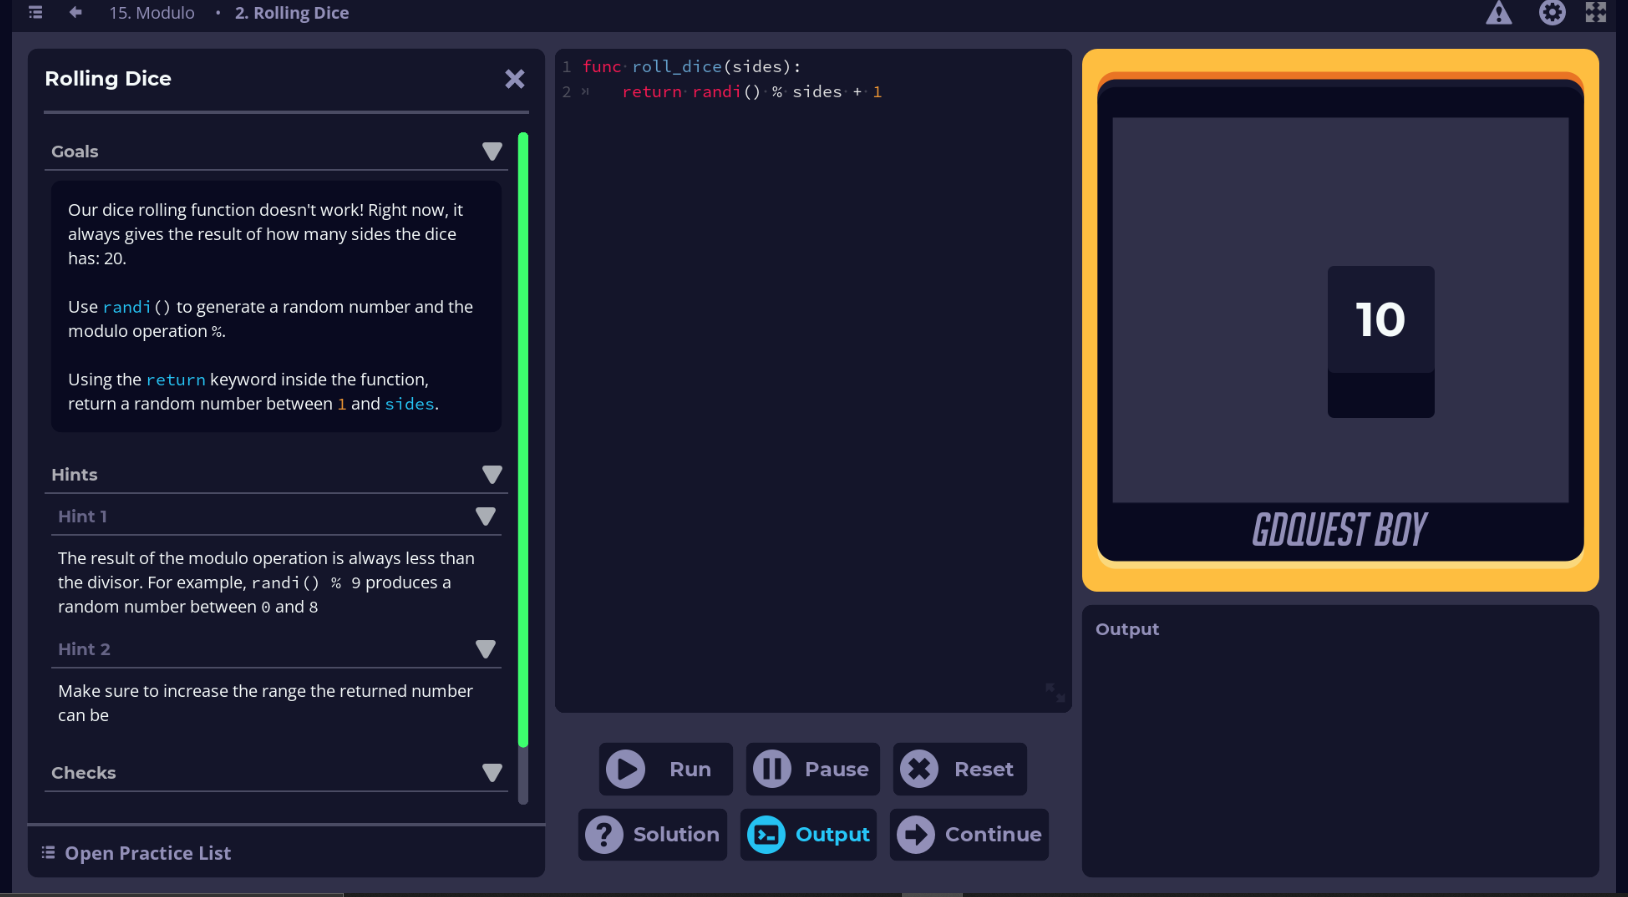 15. Modulo • 2. Rolling Dice
Rolling Dice
Goals
Our dice rolling function doesn't work! Right now, it
always gives the result of how many sides the dice
has: 20.
Use randi() to generate a random number and the
modulo operation %.
Using the return keyword inside the function,
return a random number between 1 and sides.
Hints
Hint 1
The result of the modulo operation is always less than
the divisor. For example, randi() % 9 produces a
random number between 0 and 8
Hint 2
Make sure to increase the range the returned number
can be
Checks
Open Practice List
1 func roll_dice(sides):
2 return randi() % sides + 1
Run
Pause
Reset
Solution
Output
Continue
10
GDQUEST BOY
Output